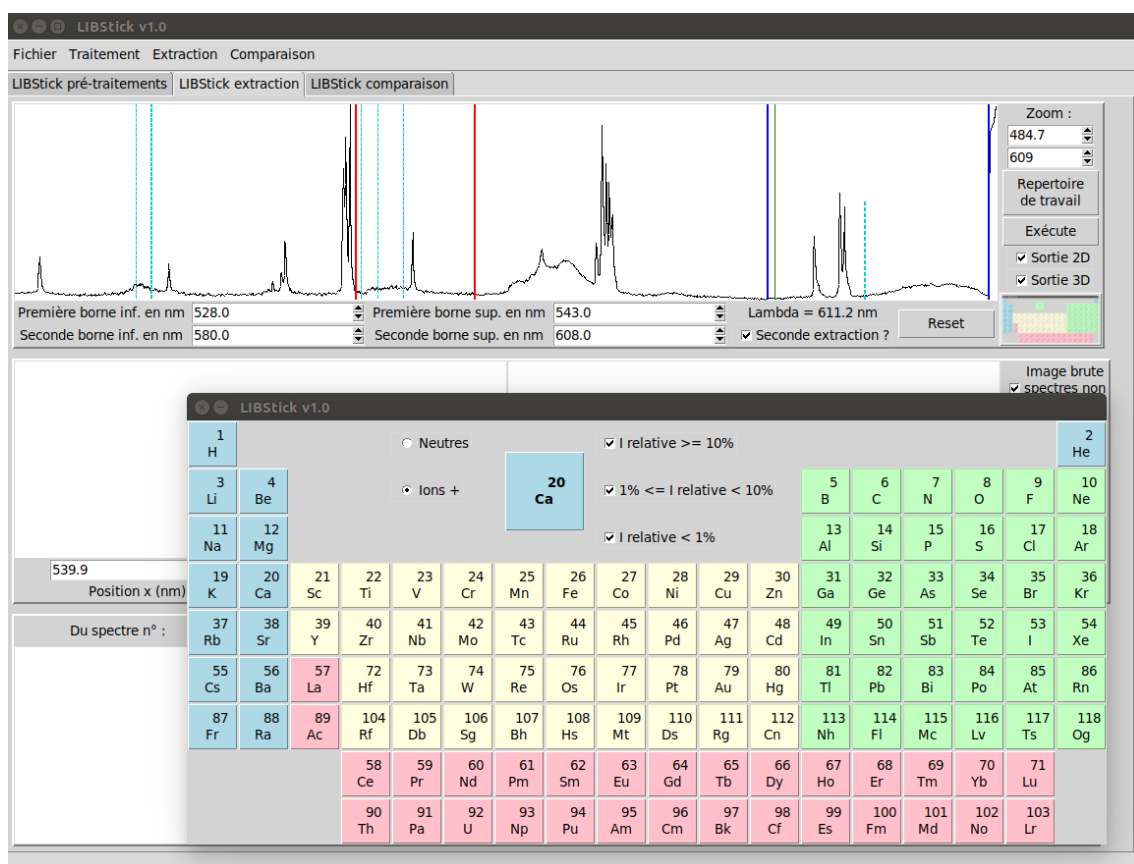 LIBStick v1.0
Fichier Traitement Extraction Comparaison
LIBStick pré-traitements LIBStick extraction LIBStick comparaison
Zoom :
484.7
609
Repertoire
de travail
Exécute
Sortie 2D
Sortie 3D
Première borne inf. en nm 528.0 Première borne sup. en nm 543.0 Lambda = 611.2 nm
Seconde borne inf. en nm 580.0 Seconde borne sup. en nm 608.0 Seconde extraction ? Reset
Image brute
spectres non
539.9
Position x (nm)
Du spectre n° :
LIBStick v1.0
Neutres
Ions +
20
Ca
I relative >= 10%
1% <= I relative < 10%
I relative < 1%
1 2
H He
3 4 5 6 7 8 9 10
Li Be B C N O F Ne
11 12 13 14 15 16 17 18
Na Mg Al Si P S Cl Ar
19 20 21 22 23 24 25 26 27 28 29 30 31 32 33 34 35 36
K Ca Sc Ti V Cr Mn Fe Co Ni Cu Zn Ga Ge As Se Br Kr
37 38 39 40 41 42 43 44 45 46 47 48 49 50 51 52 53 54
Rb Sr Y Zr Nb Mo Tc Ru Rh Pd Ag Cd In Sn Sb Te I Xe
55 56 57 72 73 74 75 76 77 78 79 80 81 82 83 84 85 86
Cs Ba La Hf Ta W Re Os Ir Pt Au Hg Tl Pb Bi Po At Rn
87 88 89 104 105 106 107 108 109 110 111 112 113 114 115 116 117 118
Fr Ra Ac Rf Db Sg Bh Hs Mt Ds Rg Cn Nh Fl Mc Lv Ts Og
58 59 60 61 62 63 64 65 66 67 68 69 70 71
Ce Pr Nd Pm Sm Eu Gd Tb Dy Ho Er Tm Yb Lu
90 91 92 93 94 95 96 97 98 99 100 101 102 103
Th Pa U Np Pu Am Cm Bk Cf Es Fm Md No Lr